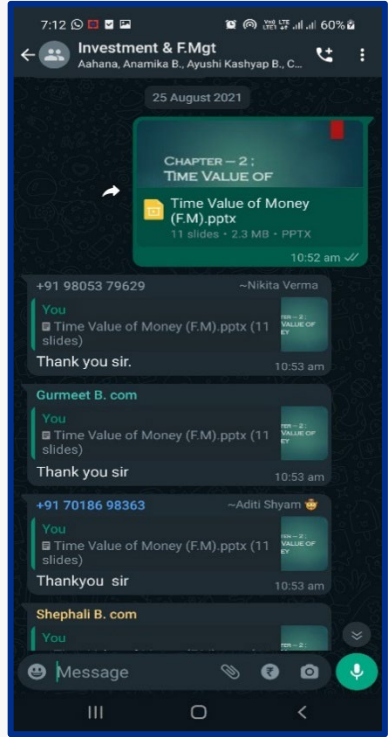 7:12
60%
Investment & F.Mgt
Aahana, Anamika B., Ayushi Kashyap B., C...
25 August 2021
CHAPTER – 2 :
TIME VALUE OF
Time Value of Money
(F.M).pptx
11 slides • 2.3 MB • PPTX
10:52 am
+91 98053 79629 ~Nikita Verma
You
Time Value of Money (F.M).pptx (11
slides)
Thank you sir.
10:53 am
Gurmeet B. com
You
Time Value of Money (F.M).pptx (11
slides)
Thank you sir
10:53 am
+91 70186 98363 ~Aditi Shyam
You
Time Value of Money (F.M).pptx (11
slides)
Thankyou sir
10:53 am
Shephali B. com
You
Message